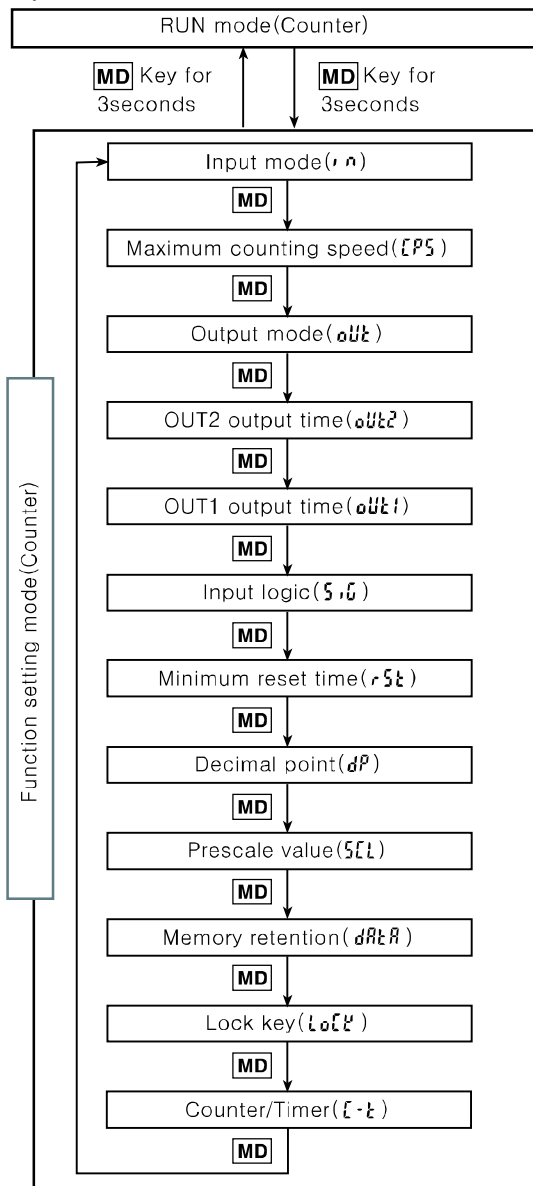 RUN mode(Counter)
MD Key for
3seconds
MD Key for
3seconds
Function setting mode(Counter)
Input mode(in)
MD
Maximum counting speed(CPS)
MD
Output mode(oUt)
MD
OUT2 output time(oUt2)
MD
OUT1 output time(oUt1)
MD
Input logic(SiG)
MD
Minimum reset time(rSt)
MD
Decimal point(dP)
MD
Prescale value(SCL)
MD
Memory retention(dAtA)
MD
Lock key(LoCK)
MD
Counter/Timer(C-t)
MD